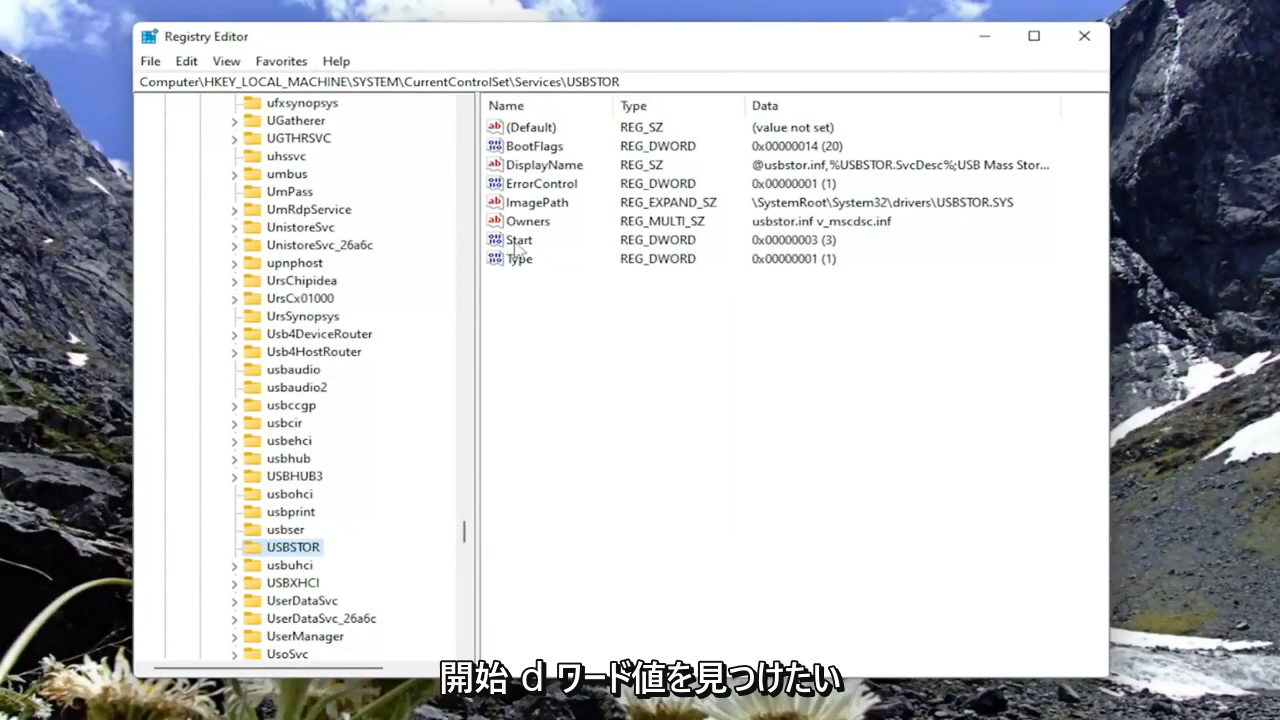 Registry Editor
File Edit View Favorites Help
Computer\HKEY_LOCAL_MACHINE\SYSTEM\CurrentControlSet\Services\USBSTOR
ufxsynopsys
UGatherer
UGTHRSVC
uhssvc
umbus
UmPass
UmRdpService
UnistoreSvc
UnistoreSvc_26a6c
upnphost
UrsChipidea
UrsCx01000
UrsSynopsys
Usb4DeviceRouter
Usb4HostRouter
usbaudio
usbaudio2
usbccgp
usbcir
usbehci
usbhub
USBHUB3
usbohci
usbprint
usbser
USBSTOR
usbuhci
USBXHCI
UserDataSvc
UserDataSvc_26a6c
UserManager
UsoSvc
Name Type Data
(Default) REG_SZ (value not set)
BootFlags REG_DWORD 0x00000014 (20)
DisplayName REG_SZ @usbstor.inf,%USBSTOR.SvcDesc%;USB Mass Stor...
ErrorControl REG_DWORD 0x00000001 (1)
ImagePath REG_EXPAND_SZ \SystemRoot\System32\drivers\USBSTOR.SYS
Owners REG_MULTI_SZ usbstor.inf v_mscdsc.inf
Start REG_DWORD 0x00000003 (3)
Type REG_DWORD 0x00000001 (1)
開始 d ワード値を見つけたい